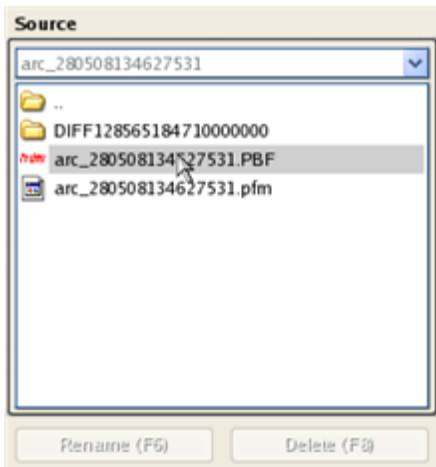 Source
arc_280508134627531
..
DIFF128565184710000000
arc_280508134627531.PBF
arc_280508134627531.pfm
Rename (F6) Delete (F8)